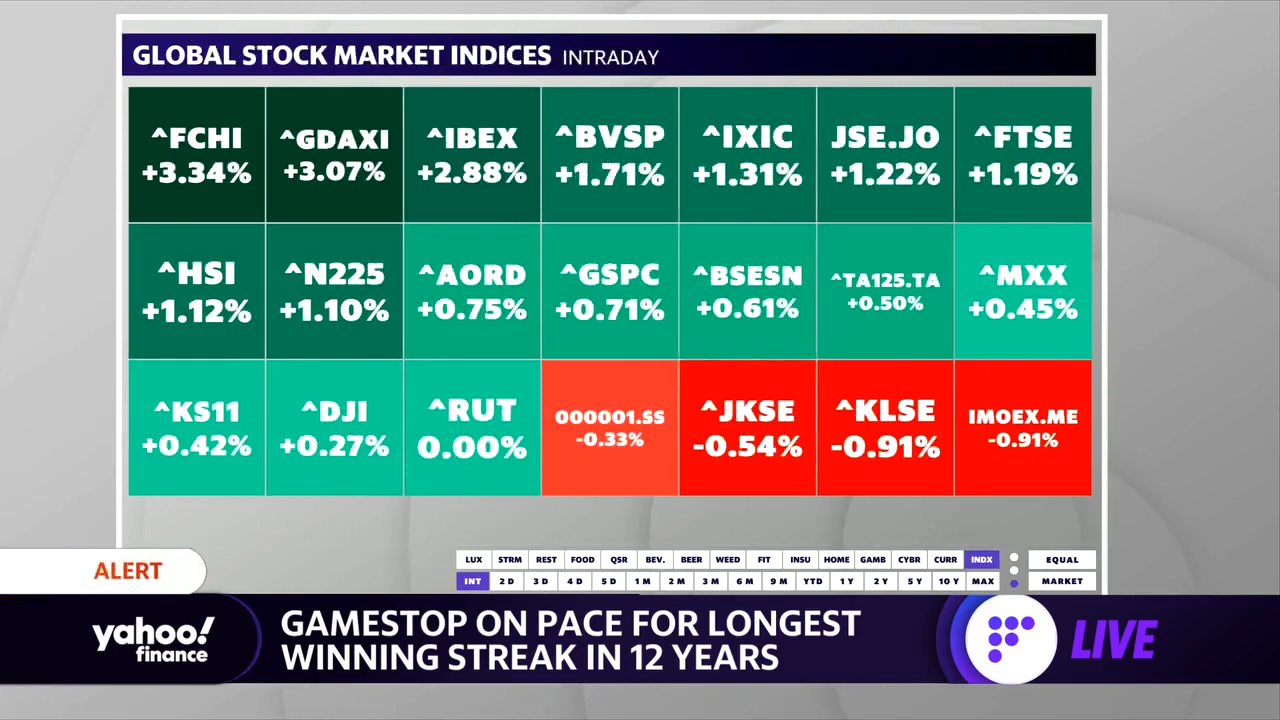 GLOBAL STOCK MARKET INDICES INTRADAY
^FCHI ^GDAXI ^IBEX ^BVSP ^IXIC JSE.JO ^FTSE
+3.34% +3.07% +2.88% +1.71% +1.31% +1.22% +1.19%
^HSI ^N225 ^AORD ^GSPC ^BSESN ^TA125.TA ^MXX
+1.12% +1.10% +0.75% +0.71% +0.61% +0.50% +0.45%
^KS11 ^DJI ^RUT 000001.SS ^JKSE ^KLSE IMOEX.ME
+0.42% +0.27% 0.00% -0.33% -0.54% -0.91% -0.91%
LUX STRM REST FOOD QSR BEV. BEER WEED FIT INSU HOME GAMB CYBR CURR INDX EQUAL
INT 2 D 3 D 4 D 5 D 1 M 2 M 3 M 6 M 9 M YTD 1 Y 2 Y 5 Y 10 Y MAX MARKET
ALERT
yahoo!
finance
GAMESTOP ON PACE FOR LONGEST
WINNING STREAK IN 12 YEARS
LIVE